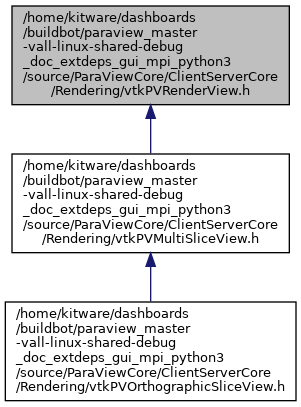 /home/kitware/dashboards
/buildbot/paraview_master
-vall-linux-shared-debug
_doc_extdeps_gui_mpi_python3
/source/ParaViewCore/ClientServerCore
/Rendering/vtkPVRenderView.h
/home/kitware/dashboards
/buildbot/paraview_master
-vall-linux-shared-debug
_doc_extdeps_gui_mpi_python3
/source/ParaViewCore/ClientServerCore
/Rendering/vtkPVMultiSliceView.h
/home/kitware/dashboards
/buildbot/paraview_master
-vall-linux-shared-debug
_doc_extdeps_gui_mpi_python3
/source/ParaViewCore/ClientServerCore
/Rendering/vtkPVOrthographicSliceView.h